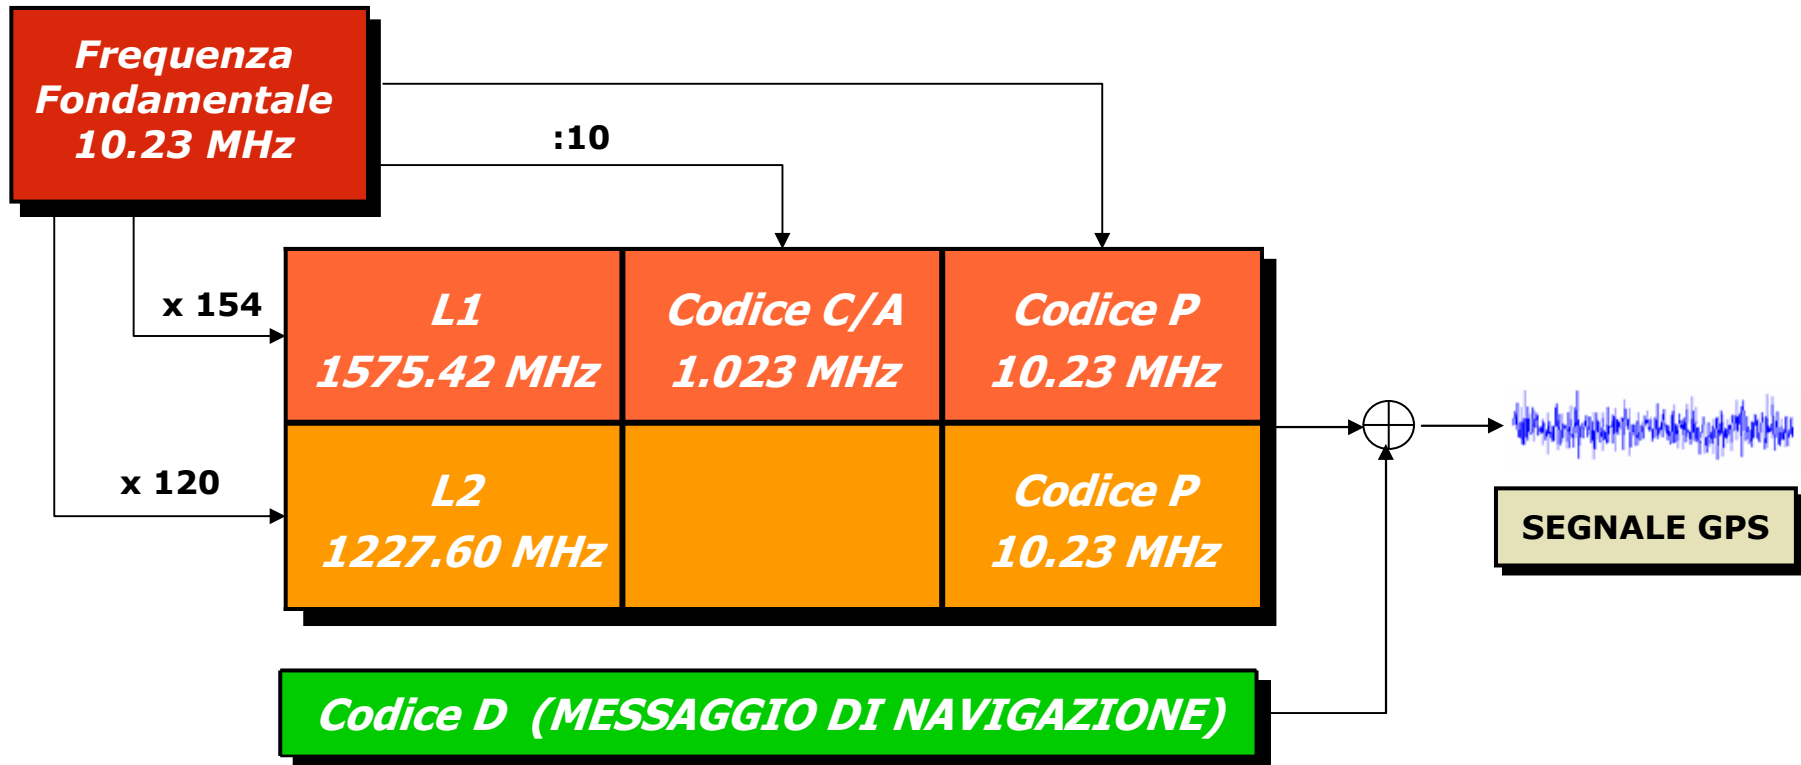 Frequenza
Fondamentale
10.23 MHz
:10
x 154
L1
1575.42 MHz
Codice C/A
1.023 MHz
Codice P
10.23 MHz
x 120
L2
1227.60 MHz
Codice P
10.23 MHz
SEGNALE GPS
Codice D (MESSAGGIO DI NAVIGAZIONE)